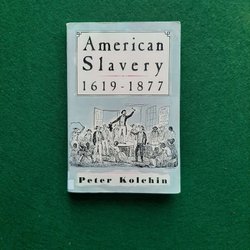 American
Slavery
1619-1877
Peter Kolchin